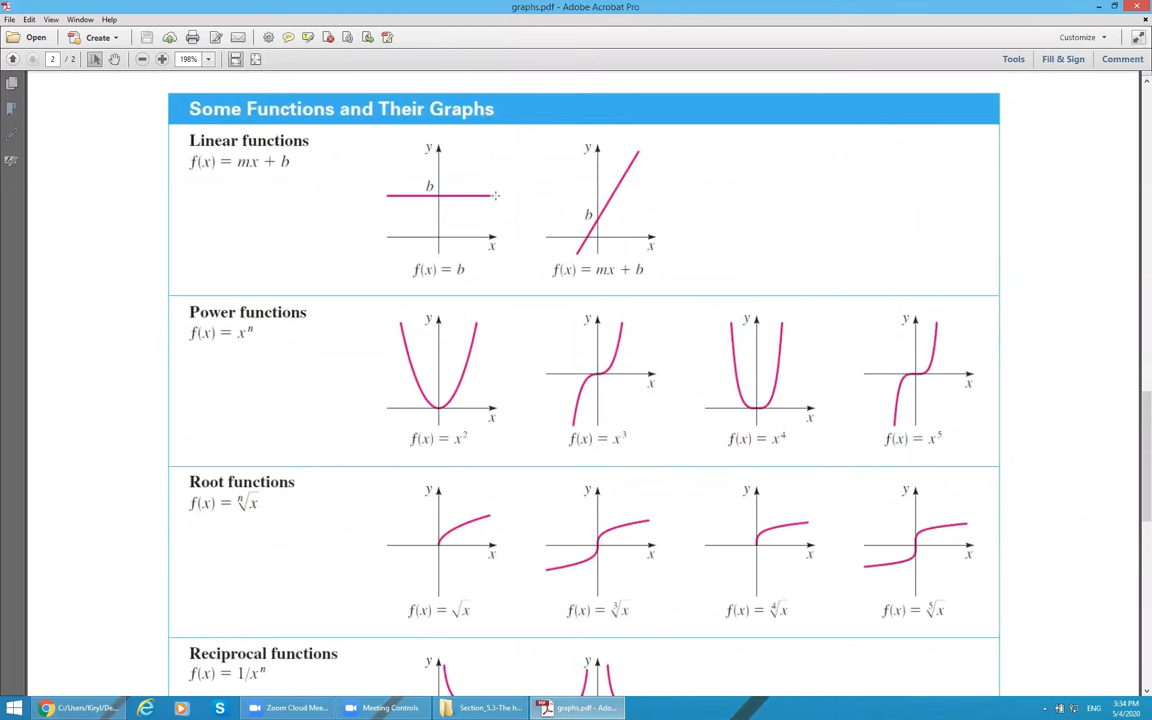 graphs.pdf - Adobe Acrobat Pro
File Edit View Window Help
Open Create Customize
2 / 2 198% Tools Fill & Sign Comment
Some Functions and Their Graphs
Linear functions
f(x) = mx + b
y
b
x
f(x) = b
y
b
x
f(x) = mx + b
Power functions
f(x) = xⁿ
y
x
f(x) = x²
y
x
f(x) = x³
y
x
f(x) = x⁴
y
x
f(x) = x⁵
Root functions
f(x) = ⁿ√x
y
x
f(x) = √x
y
x
f(x) = ³√x
y
x
f(x) = ⁴√x
y
x
f(x) = ⁵√x
Reciprocal functions
f(x) = 1/xⁿ
y
y
C:/Users/Kiryl/Des... Zoom Cloud Mee... Meeting Controls Section_5.3-The h... graphs.pdf - Ado... 3:34 PM
5/4/2020